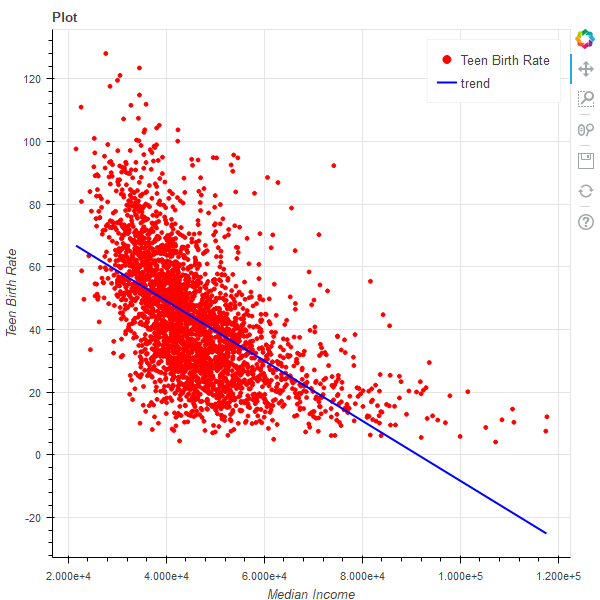 Plot
Teen Birth Rate
trend
120
100
80
60
40
20
0
-20
Teen Birth Rate
2.000e+4 4.000e+4 6.000e+4 8.000e+4 1.000e+5 1.200e+5
Median Income